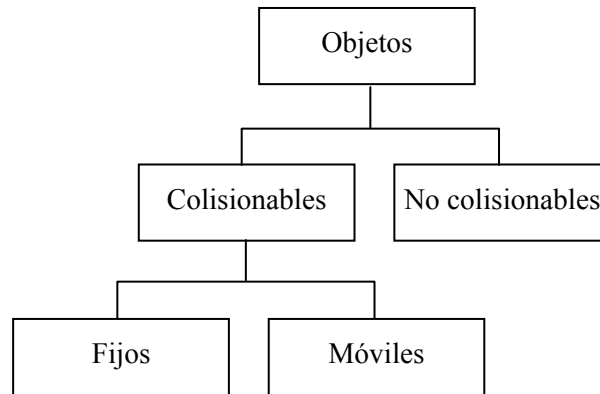 Objetos
Colisionables
No colisionables
Fijos
Móviles